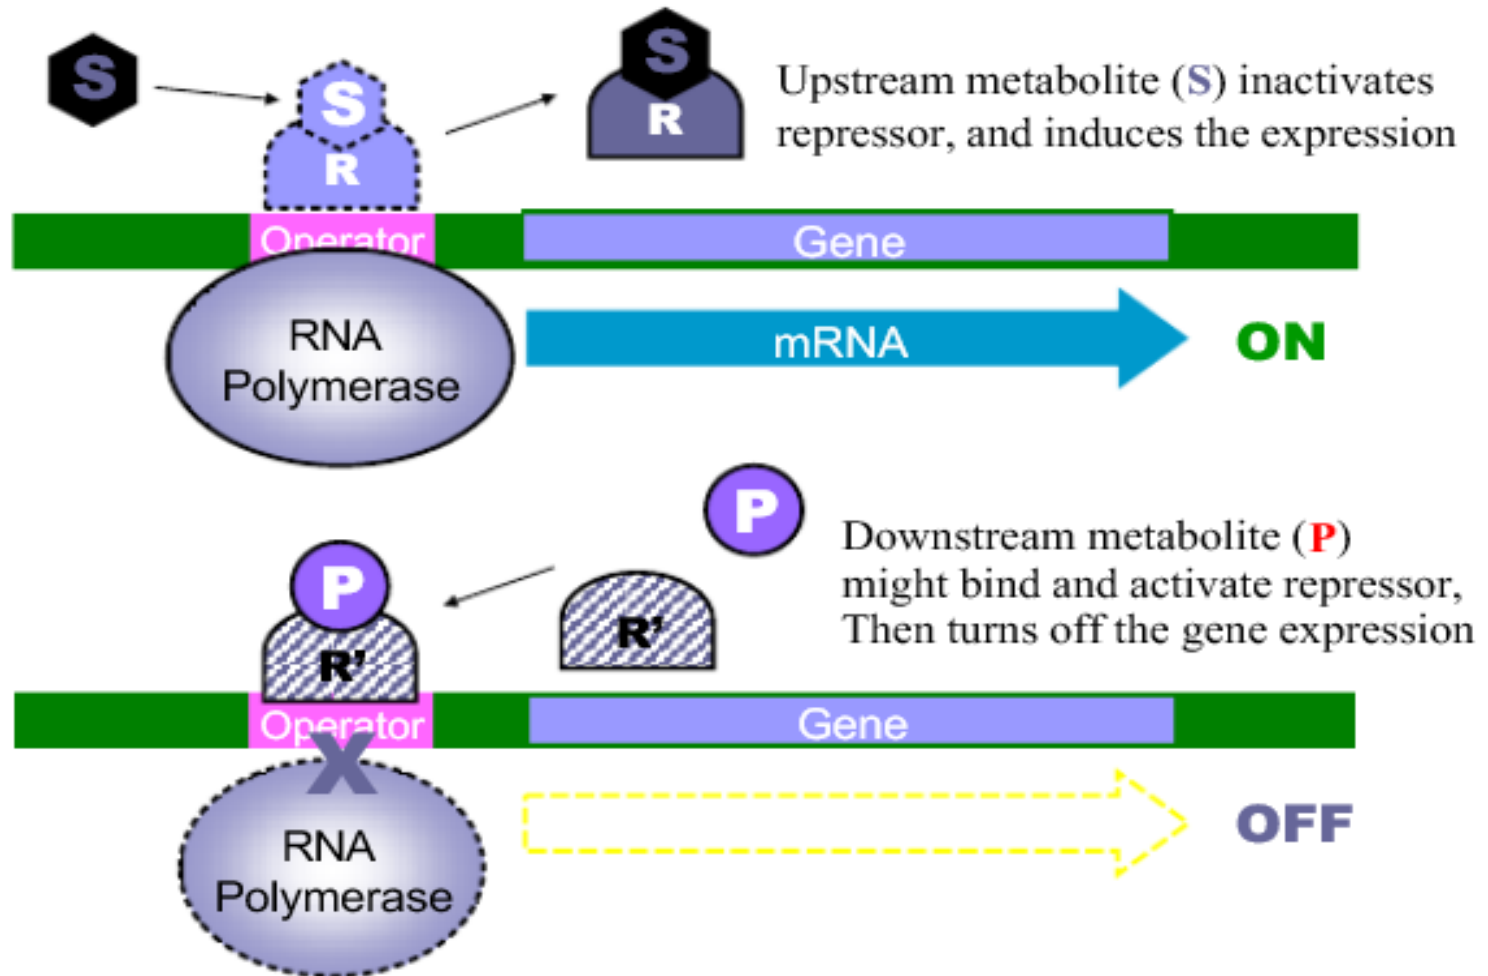 S
S
R
S
R
Upstream metabolite (S) inactivates
repressor, and induces the expression
Operator
Gene
RNA
Polymerase
mRNA
ON
P
P
R'
R'
Downstream metabolite (P)
might bind and activate repressor,
Then turns off the gene expression
Operator
Gene
X
RNA
Polymerase
OFF